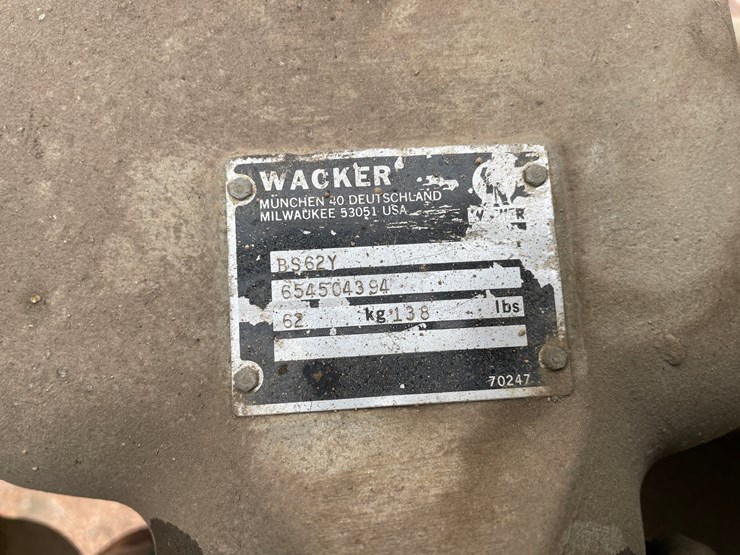 WACKER
MÜNCHEN 40 DEUTSCHLAND
MILWAUKEE 53051 USA
BS62Y
654504394
62 kg 138 lbs
70247